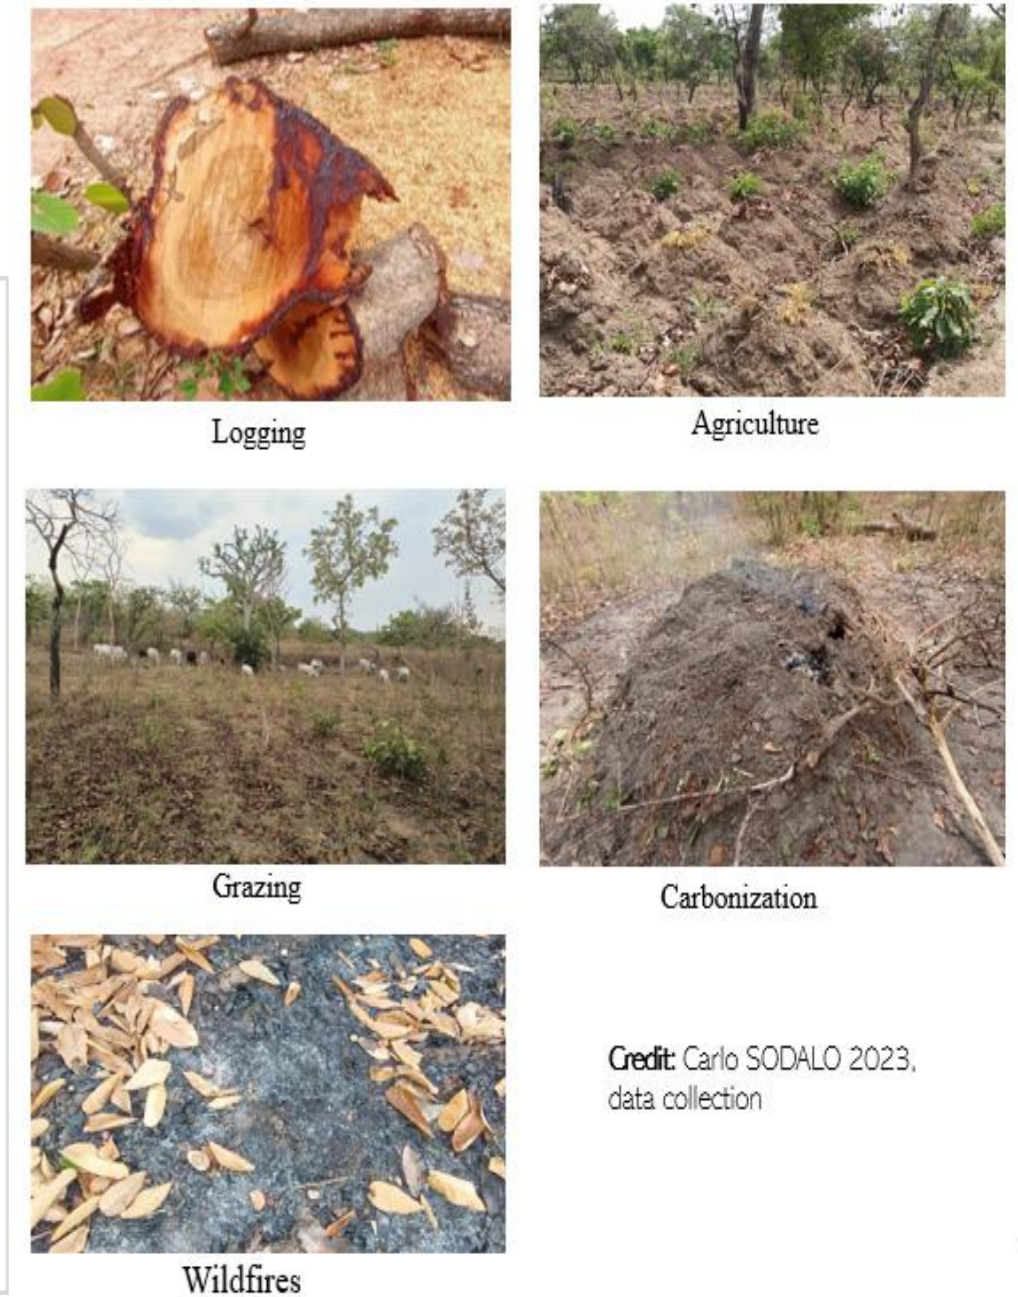 Logging
Agriculture
Grazing
Carbonization
Wildfires
Credit: Carlo SODALO 2023,
data collection